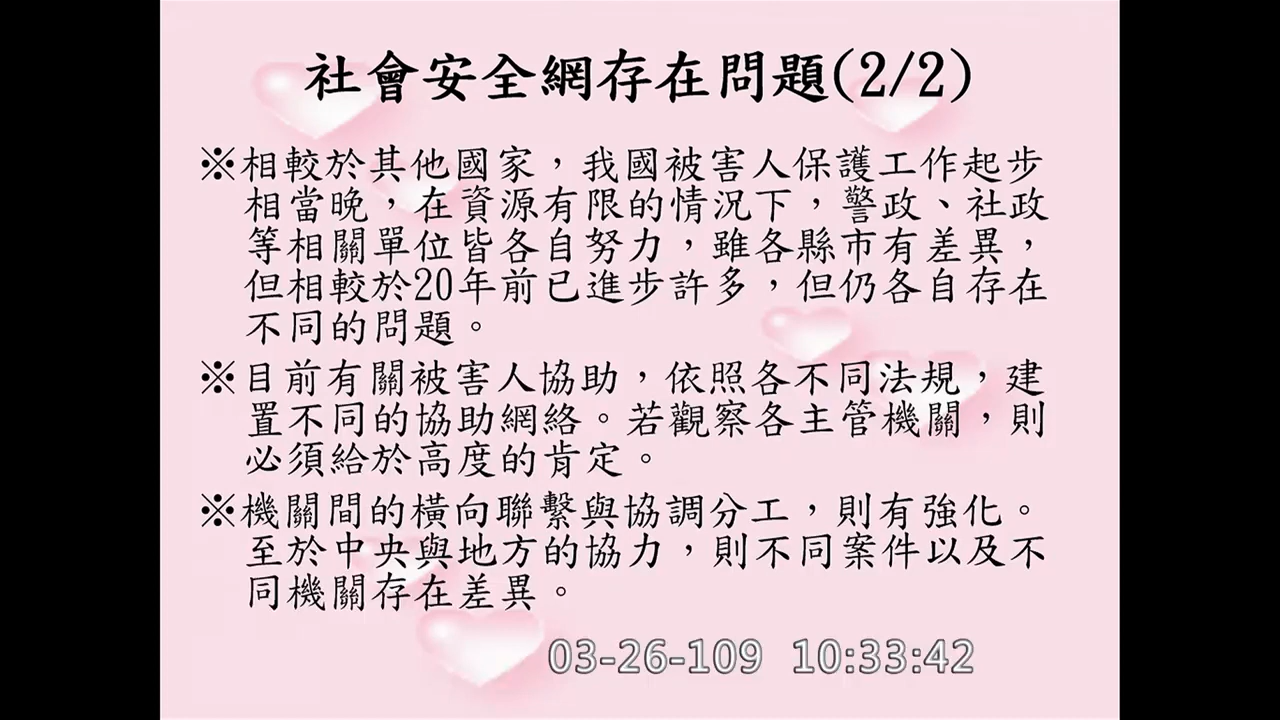 社會安全網存在問題(2/2)
※相較於其他國家，我國被害人保護工作起步
相當晚，在資源有限的情況下，警政、社政
等相關單位皆各自努力，雖各縣市有差異，
但相較於20年前已進步許多，但仍各自存在
不同的問題。
※目前有關被害人協助，依照各不同法規，建
置不同的協助網絡。若觀察各主管機關，則
必須給於高度的肯定。
※機關間的橫向聯繫與協調分工，則有強化。
至於中央與地方的協力，則不同案件以及不
同機關存在差異。
03-26-109 10:33:42